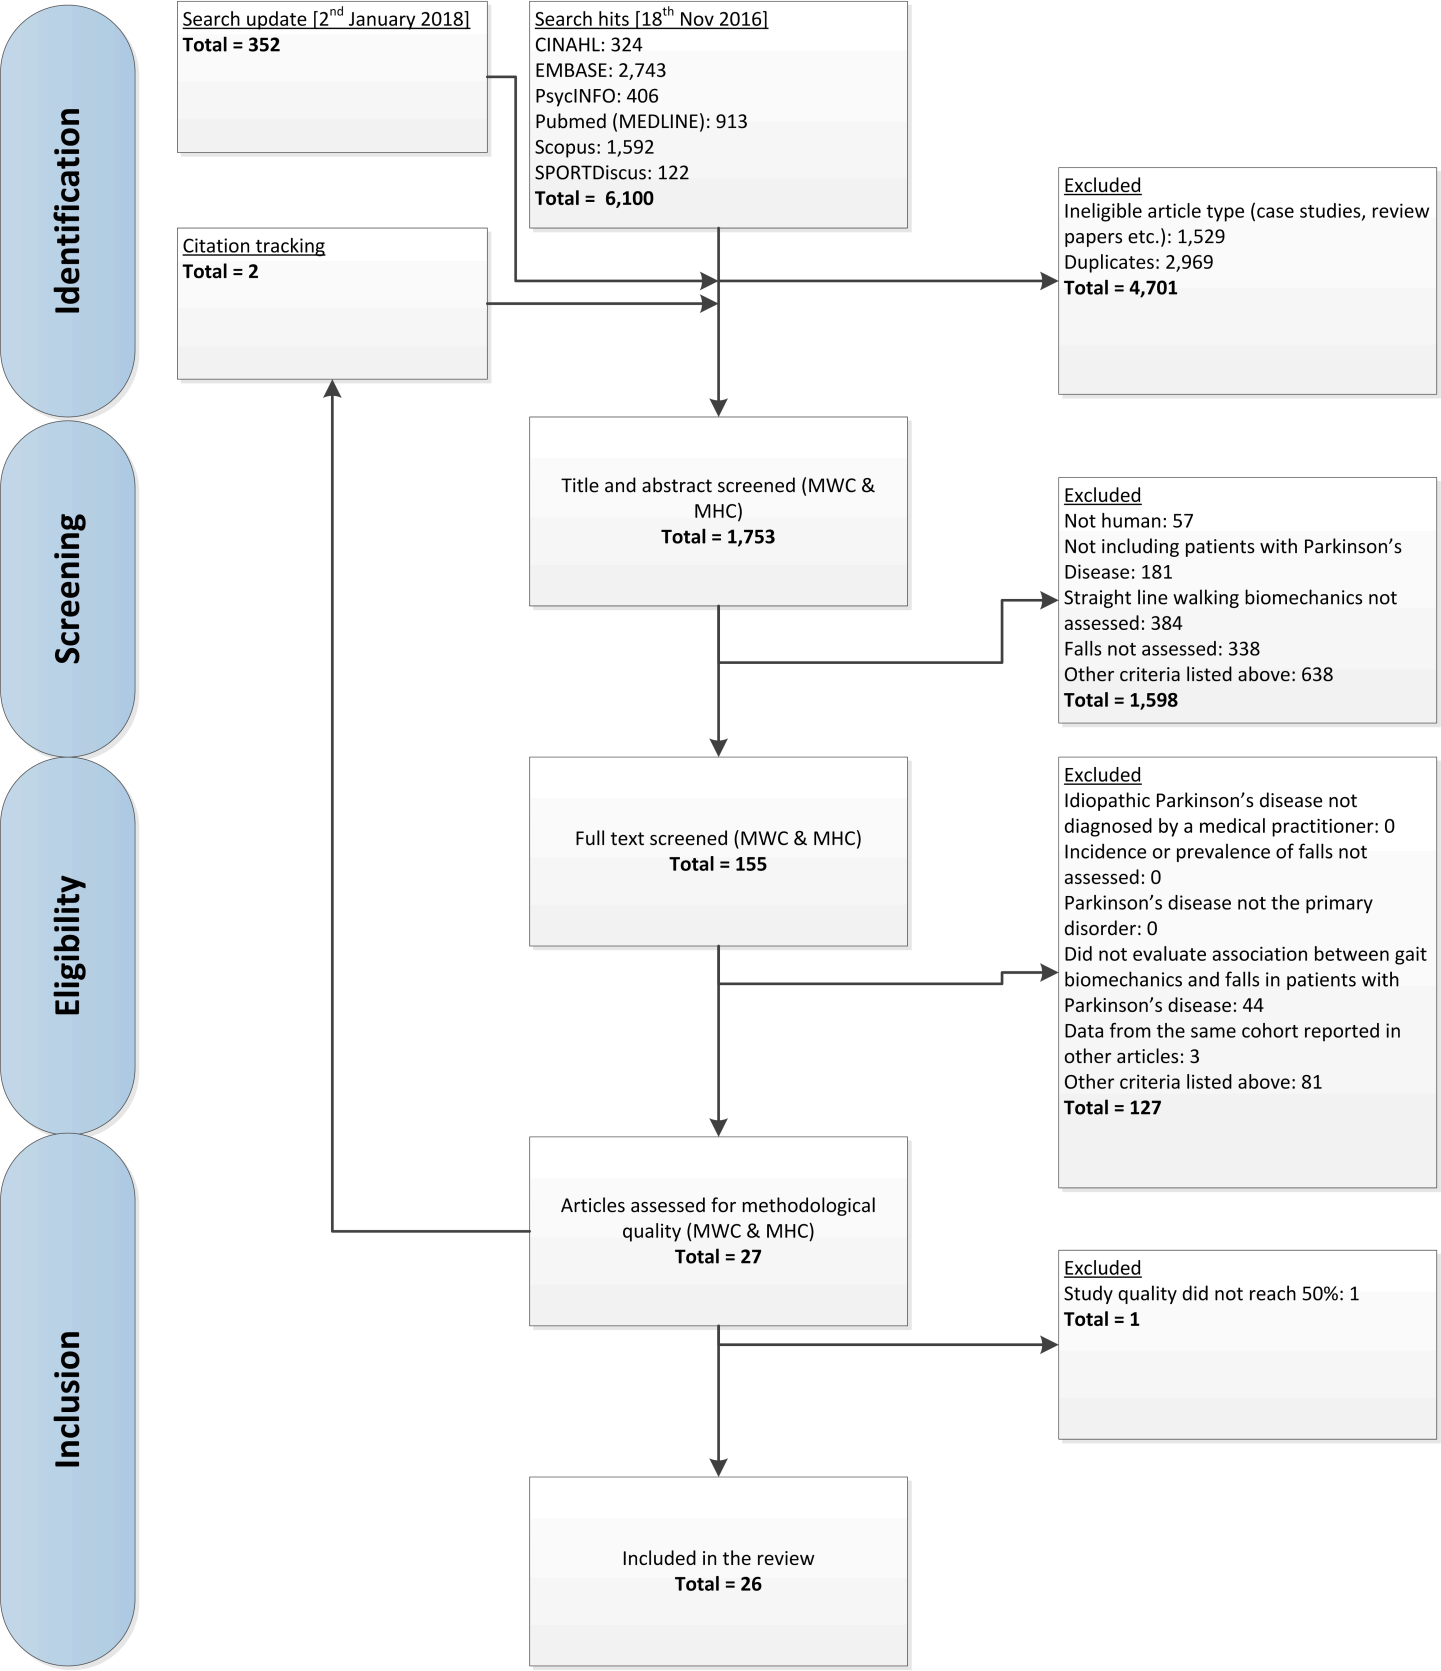 Identification
Search update [2nd January 2018]
Total = 352
Search hits [18th Nov 2016]
CINAHL: 324
EMBASE: 2,743
PsycINFO: 406
Pubmed (MEDLINE): 913
Scopus: 1,592
SPORTDiscus: 122
Total =  6,100
Citation tracking
Total = 2
Excluded
Ineligible article type (case studies, review
papers etc.): 1,529
Duplicates: 2,969
Total = 4,701
Screening
Title and abstract screened (MWC &
MHC)
Total = 1,753
Excluded
Not human: 57
Not including patients with Parkinson’s
Disease: 181
Straight line walking biomechanics not
assessed: 384
Falls not assessed: 338
Other criteria listed above: 638
Total = 1,598
Eligibility
Full text screened (MWC & MHC)
Total = 155
Excluded
Idiopathic Parkinson’s disease not
diagnosed by a medical practitioner: 0
Incidence or prevalence of falls not
assessed: 0
Parkinson’s disease not the primary
disorder: 0
Did not evaluate association between gait
biomechanics and falls in patients with
Parkinson’s disease: 44
Data from the same cohort reported in
other articles: 3
Other criteria listed above: 81
Total = 127
Inclusion
Articles assessed for methodological
quality (MWC & MHC)
Total = 27
Excluded
Study quality did not reach 50%: 1
Total = 1
Included in the review
Total = 26